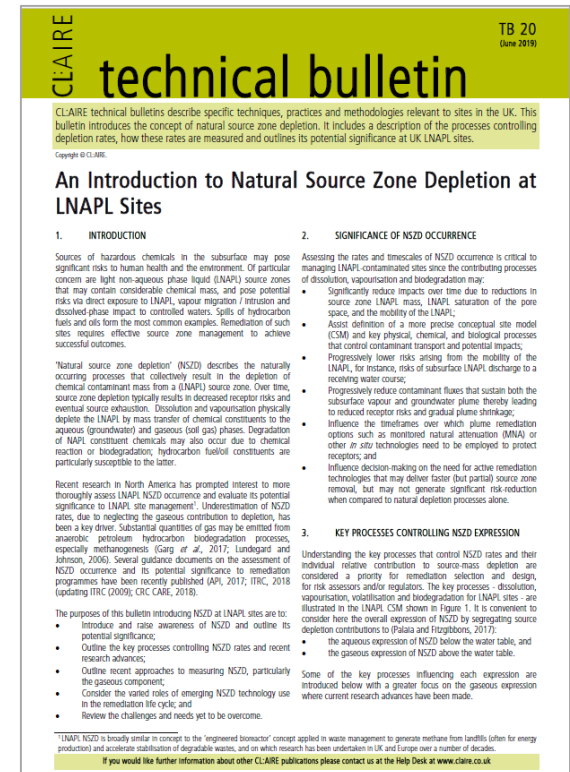 CL:AIRE
TB 20
(June 2019)
technical bulletin
CL:AIRE technical bulletins describe specific techniques, practices and methodologies relevant to sites in the UK. This
bulletin introduces the concept of natural source zone depletion. It includes a description of the processes controlling
depletion rates, how these rates are measured and outlines its potential significance at UK LNAPL sites.
Copyright © CL:AIRE.
An Introduction to Natural Source Zone Depletion at
LNAPL Sites
1. INTRODUCTION
Sources of hazardous chemicals in the subsurface may pose
significant risks to human health and the environment. Of particular
concern are light non-aqueous phase liquid (LNAPL) source zones
that may contain considerable chemical mass, and pose potential
risks via direct exposure to LNAPL, vapour migration / intrusion and
dissolved-phase impact to controlled waters. Spills of hydrocarbon
fuels and oils form the most common examples. Remediation of such
sites requires effective source zone management to achieve
successful outcomes.
'Natural source zone depletion' (NSZD) describes the naturally
occurring processes that collectively result in the depletion of
chemical contaminant mass from a (LNAPL) source zone. Over time,
source zone depletion typically results in decreased receptor risks and
eventual source exhaustion. Dissolution and vapourisation physically
deplete the LNAPL by mass transfer of chemical constituents to the
aqueous (groundwater) and gaseous (soil gas) phases. Degradation
of NAPL constituent chemicals may also occur due to chemical
reaction or biodegradation; hydrocarbon fuel/oil constituents are
particularly susceptible to the latter.
Recent research in North America has prompted interest to more
thoroughly assess LNAPL NSZD occurrence and evaluate its potential
significance to LNAPL site management¹. Underestimation of NSZD
rates, due to neglecting the gaseous contribution to depletion, has
been a key driver. Substantial quantities of gas may be emitted from
anaerobic petroleum hydrocarbon biodegradation processes,
especially methanogenesis (Garg et al., 2017; Lundegard and
Johnson, 2006). Several guidance documents on the assessment of
NSZD occurrence and its potential significance to remediation
programmes have been recently published (API, 2017; ITRC, 2018
(updating ITRC (2009); CRC CARE, 2018).
The purposes of this bulletin introducing NSZD at LNAPL sites are to:
• Introduce and raise awareness of NSZD and outline its
potential significance;
• Outline the key processes controlling NSZD rates and recent
research advances;
• Outline recent approaches to measuring NSZD, particularly
the gaseous component;
• Consider the varied roles of emerging NSZD technology use
in the remediation life cycle; and
• Review the challenges and needs yet to be overcome.
2. SIGNIFICANCE OF NSZD OCCURRENCE
Assessing the rates and timescales of NSZD occurrence is critical to
managing LNAPL-contaminated sites since the contributing processes
of dissolution, vapourisation and biodegradation may:
• Significantly reduce impacts over time due to reductions in
source zone LNAPL mass, LNAPL saturation of the pore
space, and the mobility of the LNAPL;
• Assist definition of a more precise conceptual site model
(CSM) and key physical, chemical, and biological processes
that control contaminant transport and potential impacts;
• Progressively lower risks arising from the mobility of the
LNAPL, for instance, risks of subsurface LNAPL discharge to a
receiving water course;
• Progressively reduce contaminant fluxes that sustain both the
subsurface vapour and groundwater plume thereby leading
to reduced receptor risks and gradual plume shrinkage;
• Influence the timeframes over which plume remediation
options such as monitored natural attenuation (MNA) or
other in situ technologies need to be employed to protect
receptors; and
• Influence decision-making on the need for active remediation
technologies that may deliver faster (but partial) source zone
removal, but may not generate significant risk-reduction
when compared to natural depletion processes alone.
3. KEY PROCESSES CONTROLLING NSZD EXPRESSION
Understanding the key processes that control NSZD rates and their
individual relative contribution to source-mass depletion are
considered a priority for remediation selection and design,
for risk assessors and/or regulators. The key processes - dissolution,
vapourisation, volatilisation and biodegradation for LNAPL sites - are
illustrated in the LNAPL CSM shown in Figure 1. It is convenient to
consider here the overall expression of NSZD by segregating source
depletion contributions to (Palaia and Fitzgibbons, 2017):
• the aqueous expression of NSZD below the water table, and
• the gaseous expression of NSZD above the water table.
Some of the key processes influencing each expression are
introduced below with a greater focus on the gaseous expression
where current research advances have been made.
¹ LNAPL NSZD is broadly similar in concept to the 'engineered bioreactor' concept applied in waste management to generate methane from landfills (often for energy
production) and accelerate stabilisation of degradable wastes, and on which research has been undertaken in UK and Europe over a number of decades.
If you would like further information about other CL:AIRE publications please contact us at the Help Desk at www.claire.co.uk